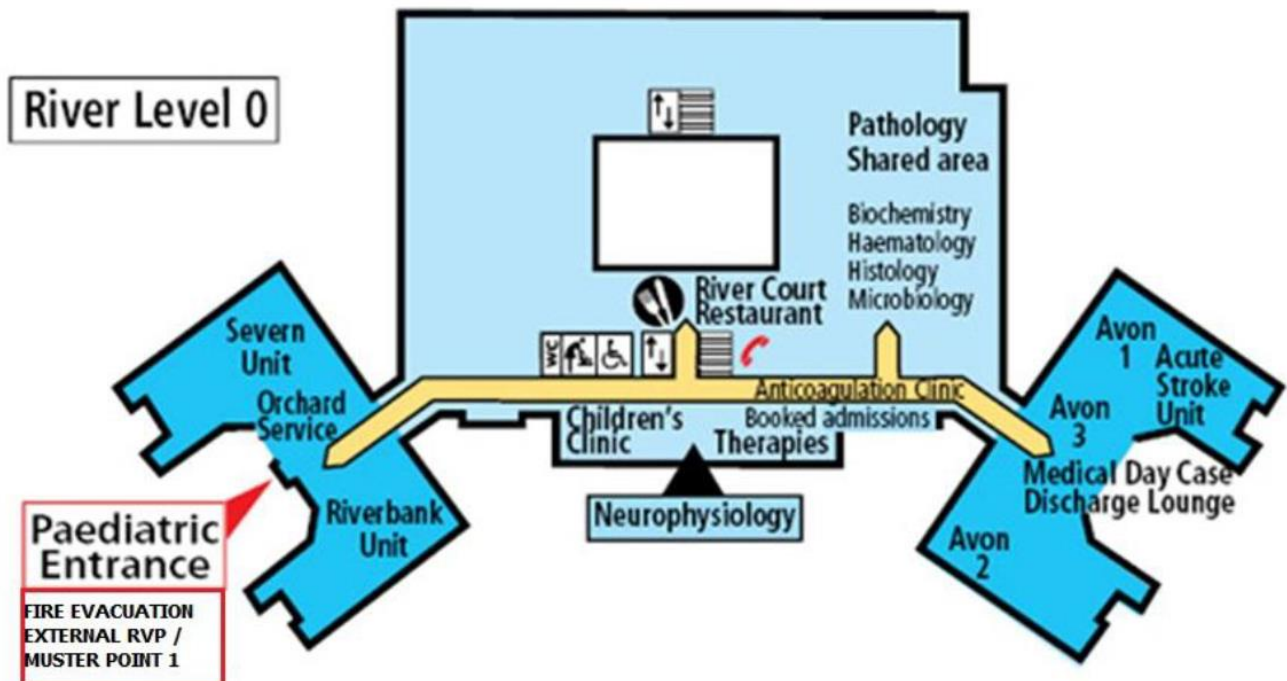 River Level 0
Pathology
Shared area
Biochemistry
Haematology
Histology
Microbiology
River Court
Restaurant
WC
Severn
Unit
Orchard
Service
Riverbank
Unit
Paediatric
Entrance
FIRE EVACUATION
EXTERNAL RVP /
MUSTER POINT 1
Anticoagulation Clinic
Booked admissions
Children's
Clinic
Therapies
Neurophysiology
Avon
1
Acute
Stroke
Unit
Avon
3
Medical Day Case
Discharge Lounge
Avon
2